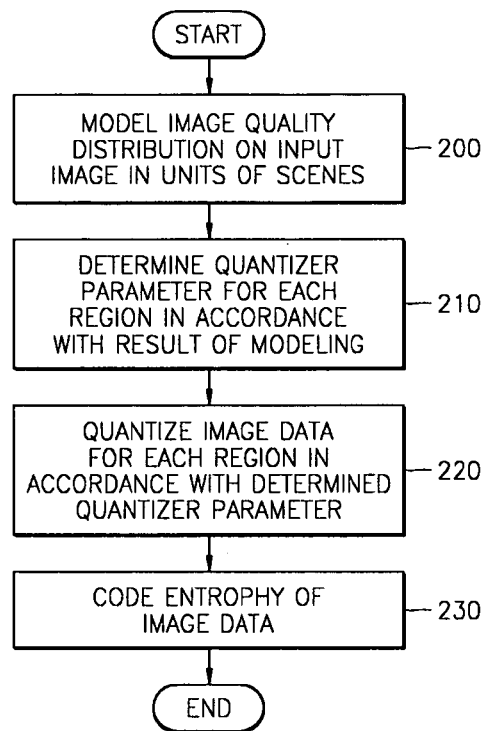 START
MODEL IMAGE QUALITY
DISTRIBUTION ON INPUT
IMAGE IN UNITS OF SCENES
200
DETERMINE QUANTIZER
PARAMETER FOR EACH
REGION IN ACCORDANCE
WITH RESULT OF MODELING
210
QUANTIZE IMAGE DATA
FOR EACH REGION IN
ACCORDANCE WITH DETERMINED
QUANTIZER PARAMETER
220
CODE ENTROPHY OF
IMAGE DATA
230
END